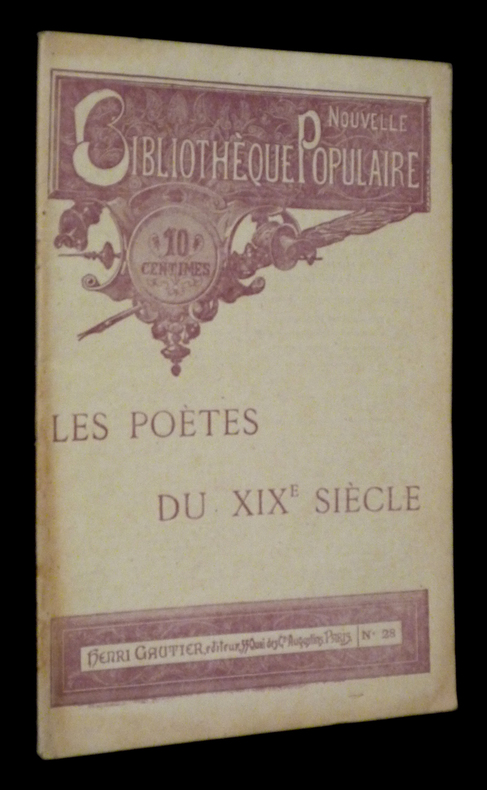 NOUVELLE
BIBLIOTHÈQUE POPULAIRE
10
CENTIMES
LES POÈTES
DU XIXE SIÈCLE
HENRI GAUTIER, éditeur, 55 Quai des Gds Augustins, PARIS N° 28